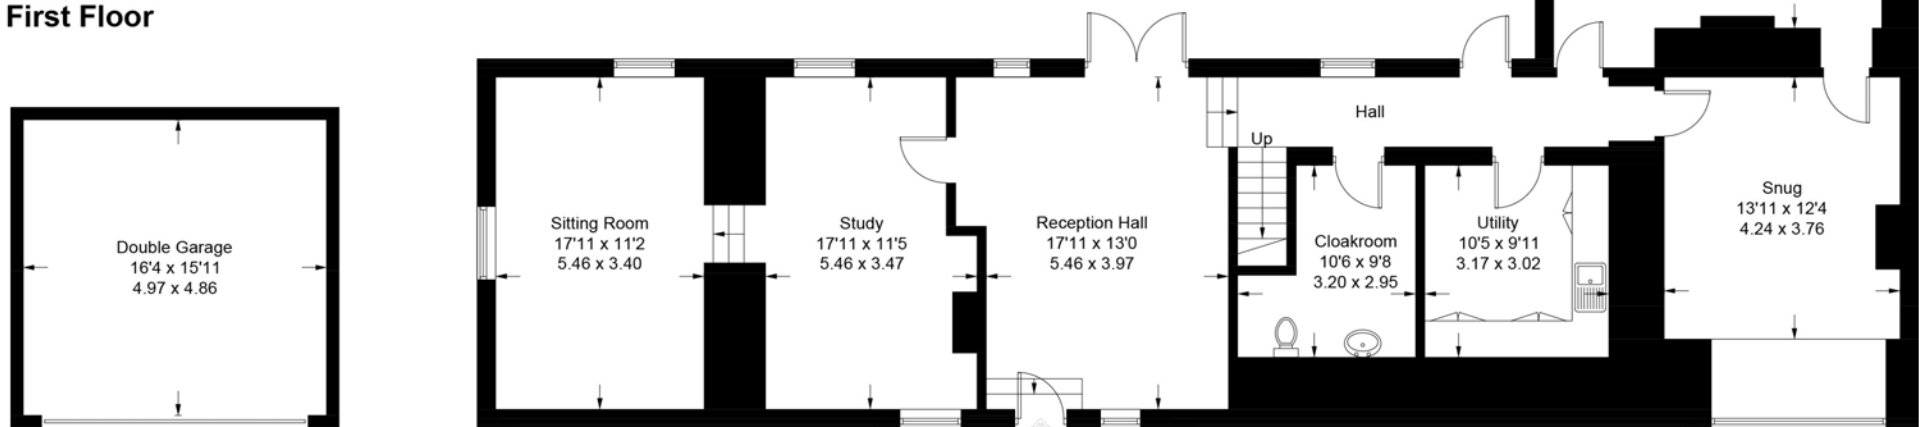 First Floor
Double Garage
16'4 x 15'11
4.97 x 4.86
Sitting Room
17'11 x 11'2
5.46 x 3.40
Study
17'11 x 11'5
5.46 x 3.47
Reception Hall
17'11 x 13'0
5.46 x 3.97
Hall
Up
Cloakroom
10'6 x 9'8
3.20 x 2.95
Utility
10'5 x 9'11
3.17 x 3.02
Snug
13'11 x 12'4
4.24 x 3.76